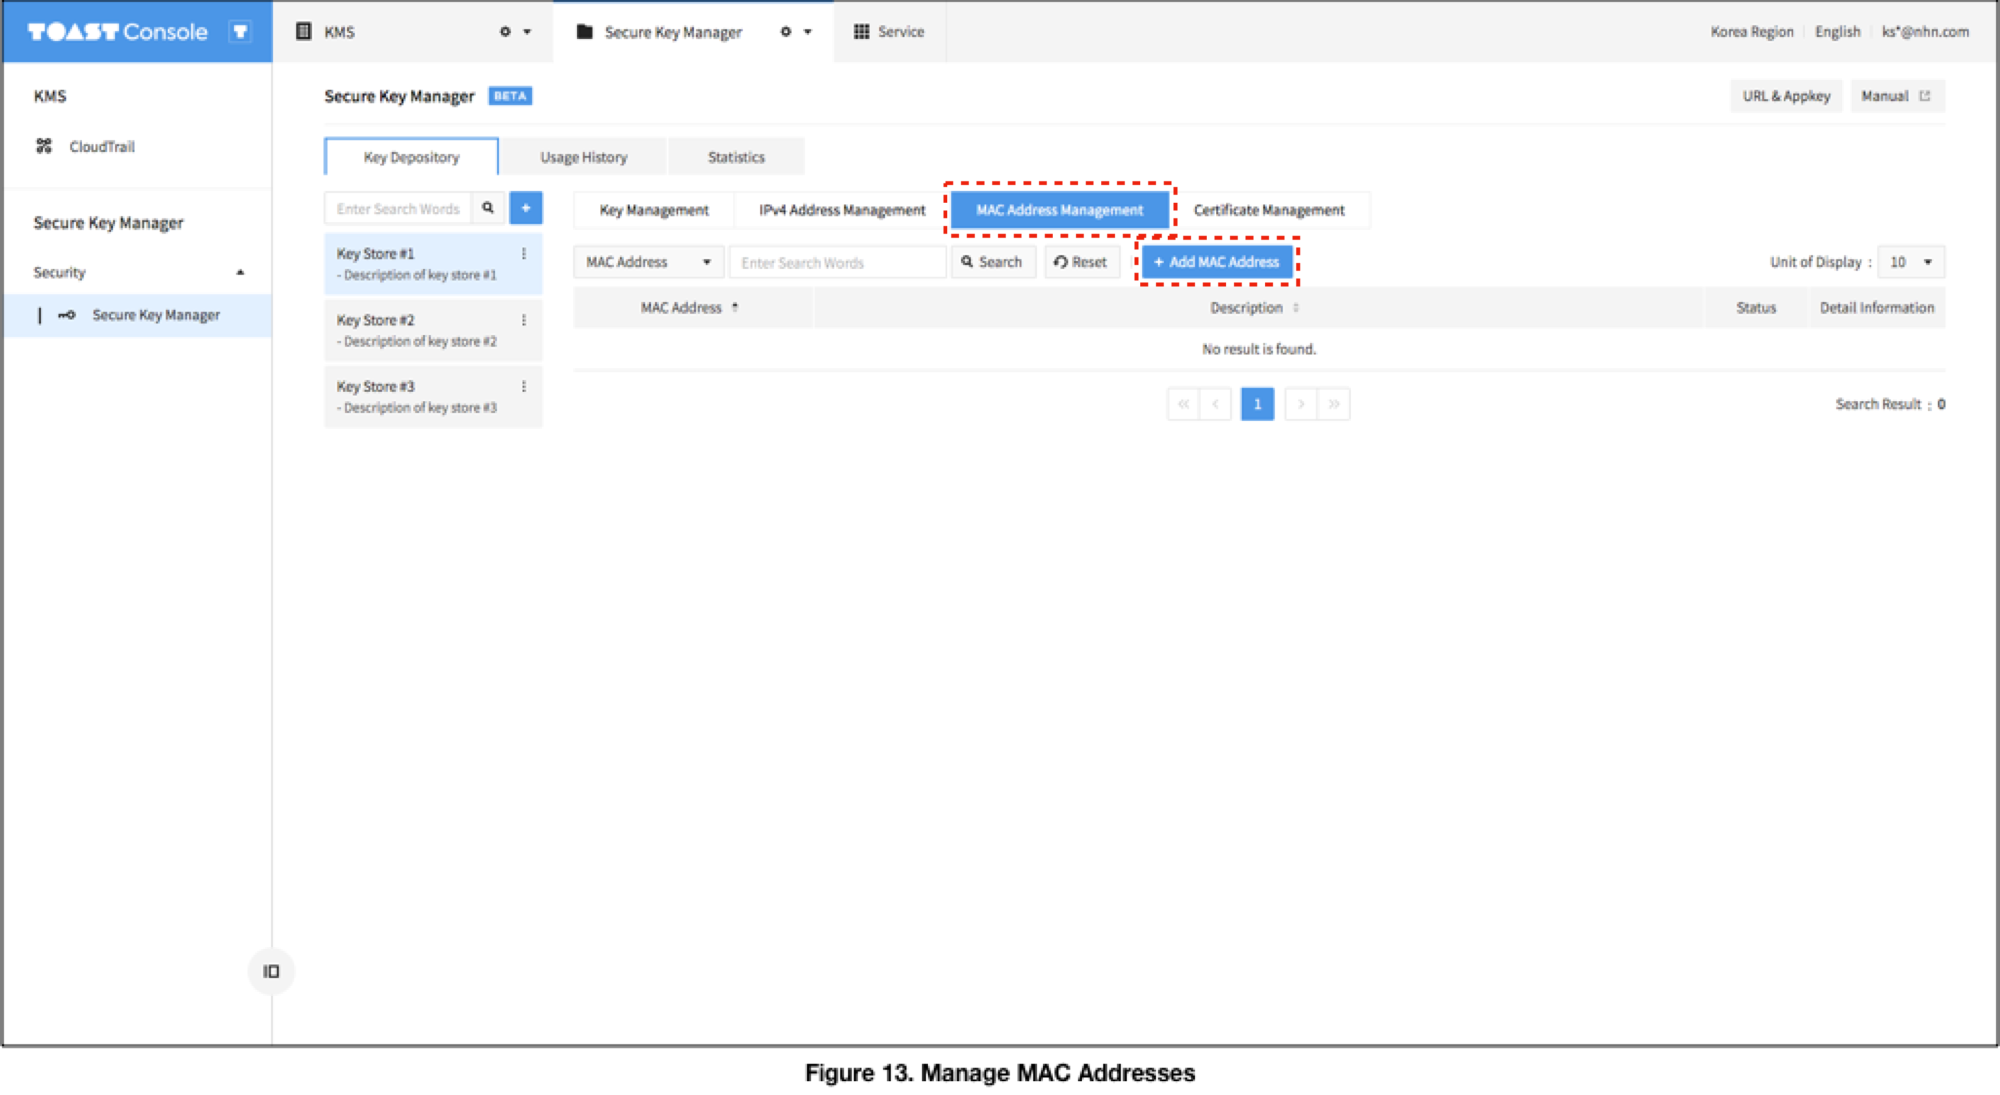 TOAST Console
KMS
Secure Key Manager
Service
Korea Region
English
ks*@nhn.com
KMS
CloudTrail
Secure Key Manager
Security
Secure Key Manager
Secure Key Manager BETA
URL & Appkey
Manual
Key Depository
Usage History
Statistics
Enter Search Words
+
Key Store #1
- Description of key store #1
Key Store #2
- Description of key store #2
Key Store #3
- Description of key store #3
Key Management
IPv4 Address Management
MAC Address Management
Certificate Management
MAC Address
Enter Search Words
Search
Reset
+ Add MAC Address
Unit of Display : 10
MAC Address
Description
Status
Detail Information
No result is found.
« ‹ 1 › »
Search Result : 0
Figure 13. Manage MAC Addresses